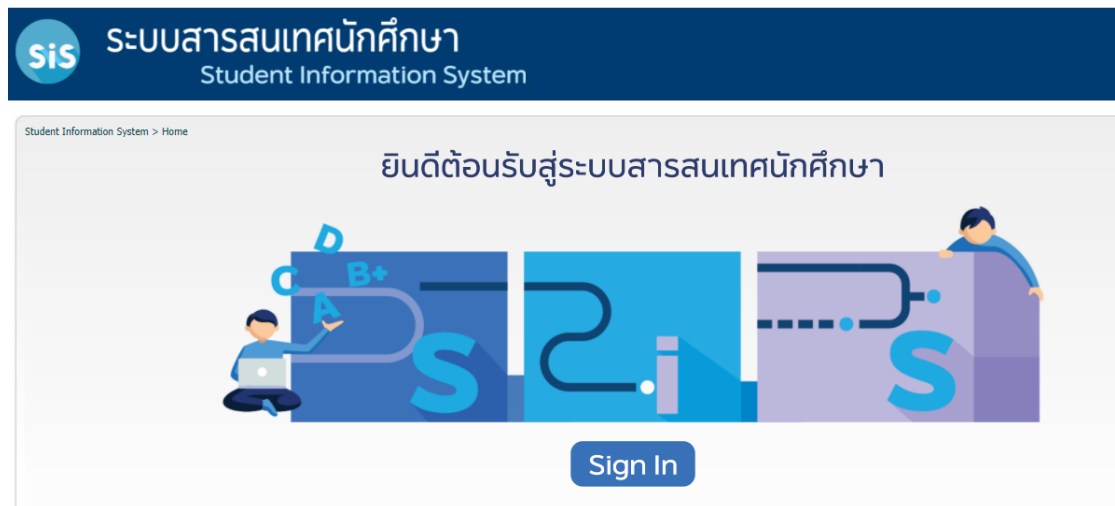 SiS
ระบบสารสนเทศนักศึกษา
Student Information System
Student Information System > Home
ยินดีต้อนรับสู่ระบบสารสนเทศนักศึกษา
D
C B+
A
S i S
Sign In